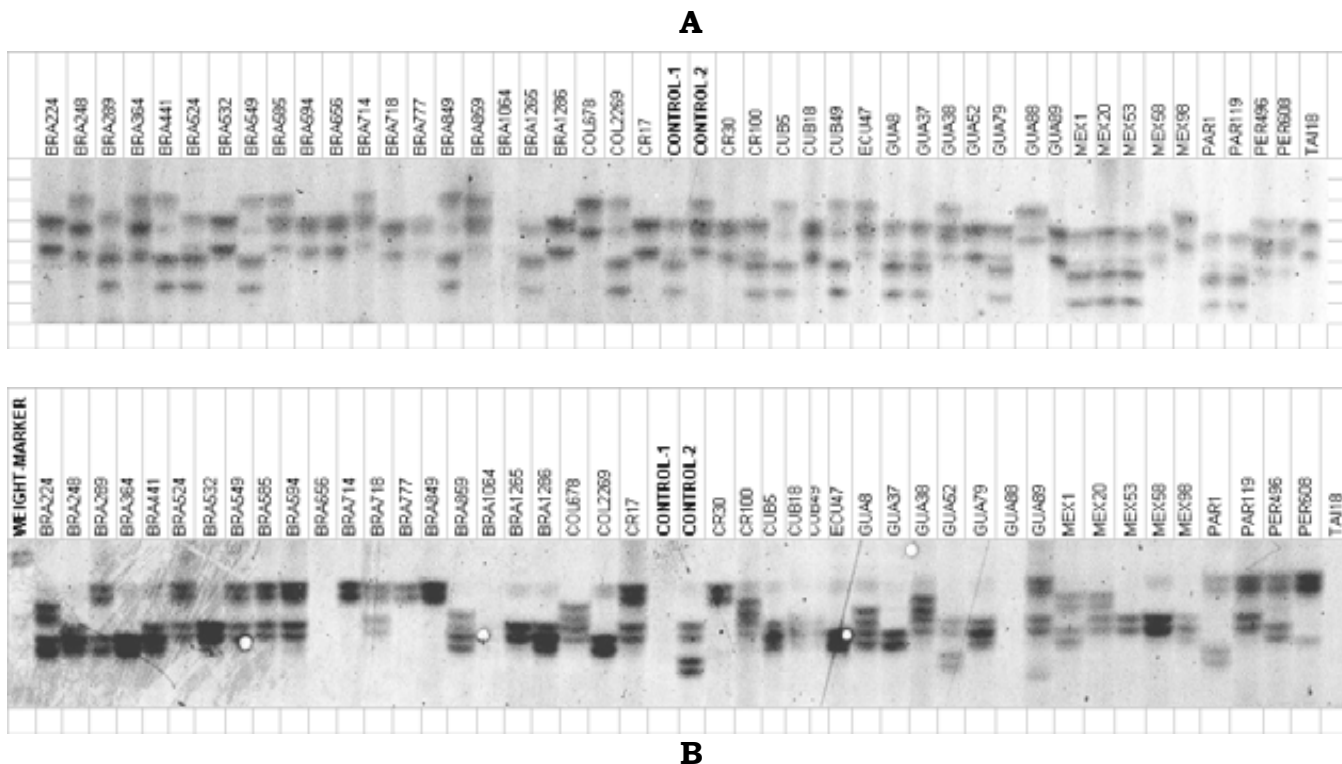 A
BRA224
BRA248
BRA289
BRA364
BRA441
BRA524
BRA532
BRA549
BRA585
BRA594
BRA656
BRA714
BRA718
BRA777
BRA849
BRA859
BRA1064
BRA1265
BRA1286
COL678
COL2269
CR17
CONTROL-1
CONTROL-2
CR30
CR100
CUB5
CUB18
CUB49
ECU47
GUA8
GUA37
GUA38
GUA52
GUA79
GUA88
GUA89
MEX1
MEX20
MEX53
MEX58
MEX98
PAR1
PAR119
PER496
PER608
TAI18
WEIGHT-MARKER
BRA224
BRA248
BRA289
BRA364
BRA441
BRA524
BRA532
BRA549
BRA585
BRA594
BRA656
BRA714
BRA718
BRA777
BRA849
BRA859
BRA1064
BRA1265
BRA1286
COL678
COL2269
CR17
CONTROL-1
CONTROL-2
CR30
CR100
CUB5
CUB18
CUB49
ECU47
GUA8
GUA37
GUA38
GUA52
GUA79
GUA88
GUA89
MEX1
MEX20
MEX53
MEX58
MEX98
PAR1
PAR119
PER496
PER608
TAI18
B